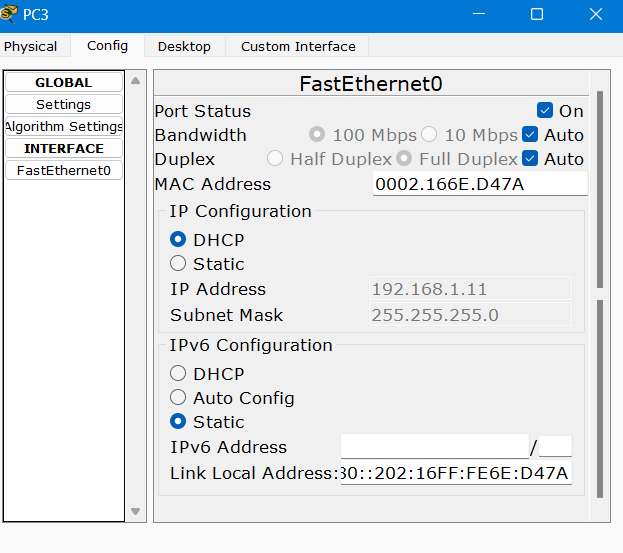 PC3
Physical Config Desktop Custom Interface
GLOBAL
Settings
Algorithm Settings
INTERFACE
FastEthernet0
FastEthernet0
Port Status On
Bandwidth 100 Mbps 10 Mbps Auto
Duplex Half Duplex Full Duplex Auto
MAC Address 0002.166E.D47A
IP Configuration
DHCP
Static
IP Address 192.168.1.11
Subnet Mask 255.255.255.0
IPv6 Configuration
DHCP
Auto Config
Static
IPv6 Address /
Link Local Address: 80::202:16FF:FE6E:D47A